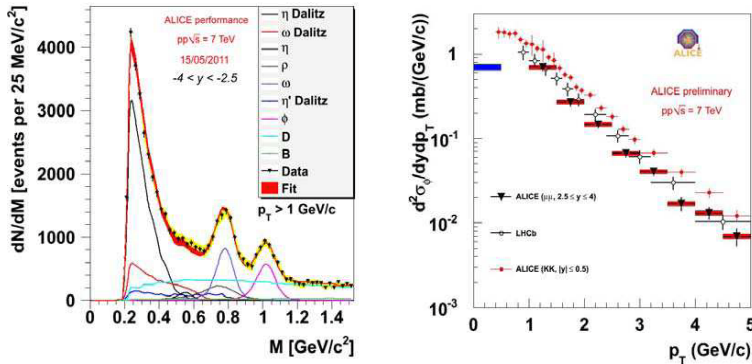 ALICE performance
pp√s = 7 TeV
15/05/2011
-4 < y < -2.5
η Dalitz
ω Dalitz
η
ρ
ω
η' Dalitz
ϕ
D
B
Data
Fit
p_T > 1 GeV/c
dN/dM [events per 25 MeV/c²]
4000
3000
2000
1000
0
0 0.2 0.4 0.6 0.8 1 1.2 1.4
M [GeV/c²]
ALICE
ALICE preliminary
pp√s = 7 TeV
ALICE (μμ, 2.5 ≤ y ≤ 4)
LHCb
ALICE (KK, |y| ≤ 0.5)
d²σ_ϕ/dydp_T (mb/(GeV/c))
1
10⁻¹
10⁻²
10⁻³
0 1 2 3 4 5
p_T (GeV/c)